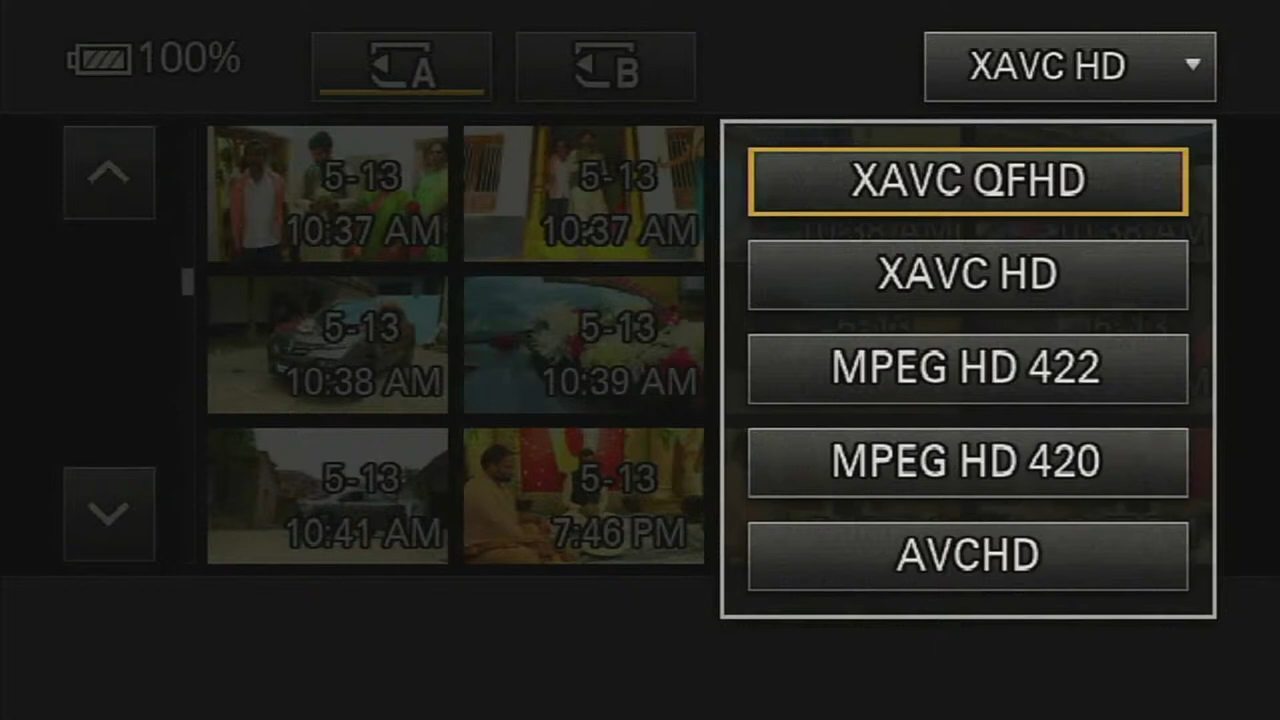 100%
A
B
XAVC HD
5-13
10:37 AM
5-13
10:37 AM
5-13
10:38 AM
5-13
10:39 AM
5-13
10:41 AM
5-13
7:46 PM
XAVC QFHD
XAVC HD
MPEG HD 422
MPEG HD 420
AVCHD